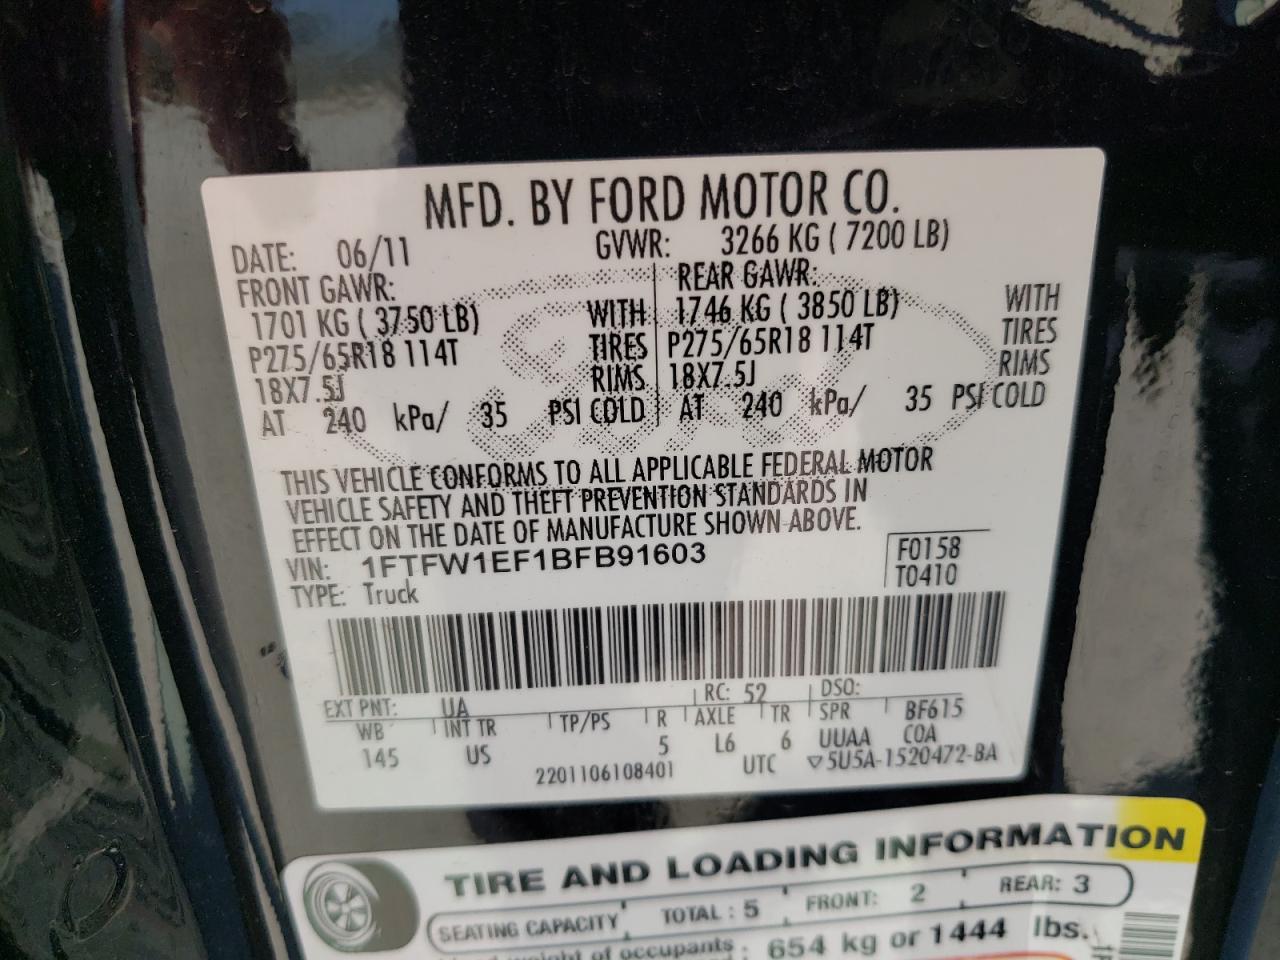 MFD. BY FORD MOTOR CO.
DATE: 06/11 GVWR: 3266 KG ( 7200 LB)
FRONT GAWR: REAR GAWR:
1701 KG ( 3750 LB) WITH 1746 KG ( 3850 LB) WITH
P275/65R18 114T TIRES P275/65R18 114T TIRES
18X7.5J RIMS 18X7.5J RIMS
AT 240 kPa/ 35 PSI COLD AT 240 kPa/ 35 PSI COLD
THIS VEHICLE CONFORMS TO ALL APPLICABLE FEDERAL MOTOR
VEHICLE SAFETY AND THEFT PREVENTION STANDARDS IN
EFFECT ON THE DATE OF MANUFACTURE SHOWN ABOVE.
VIN: 1FTFW1EF1BFB91603 F0158
TYPE: Truck T0410
EXT PNT: UA RC: 52 DSO:
WB INT TR TP/PS R AXLE TR SPR BF615
145 US 5 L6 6 UUAA COA
2201106108401 UTC ▽5U5A-1520472-BA
TIRE AND LOADING INFORMATION
SEATING CAPACITY TOTAL : 5 FRONT: 2 REAR: 3
weight of occupants 654 kg or 1444 lbs.